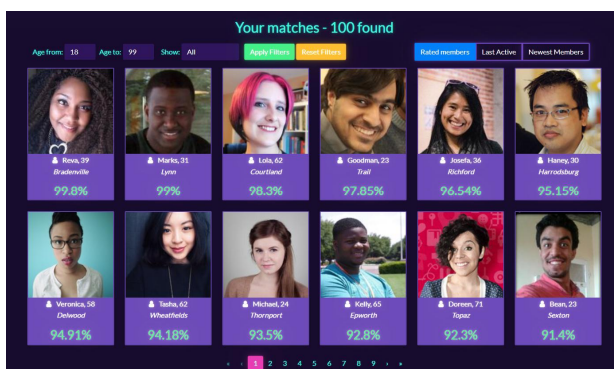 Your matches - 100 found
Age from: 18 Age to: 99 Show: All Apply Filters Reset Filters Rated members Last Active Newest Members
Reva, 39 Marks, 31 Lola, 62 Goodman, 23 Josefa, 36 Haney, 30
Bradenville Lynn Courtland Trail Richford Harrodsburg
99.8% 99% 98.3% 97.85% 96.54% 95.15%
Veronica, 58 Tasha, 62 Michael, 24 Kelly, 65 Doreen, 71 Bean, 23
Delwood Wheatfields Thornport Epworth Topaz Sexton
94.91% 94.18% 93.5% 92.8% 92.3% 91.4%
« ‹ 1 2 3 4 5 6 7 8 9 › »